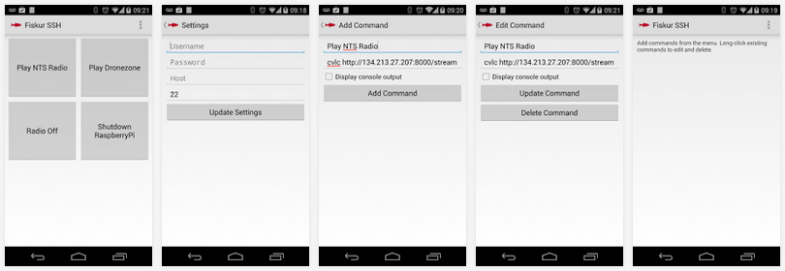 09:21
Fiskur SSH
Play NTS Radio
Play Dronezone
Radio Off
Shutdown
RaspberryPi
09:18
Settings
Username
Password
Host
22
Update Settings
09:20
Add Command
Play NTS Radio
cvlc http://134.213.27.207:8000/stream
Display console output
Add Command
09:21
Edit Command
Play NTS Radio
cvlc http://134.213.27.207:8000/stream
Display console output
Update Command
Delete Command
09:19
Fiskur SSH
Add commands from the menu. Long-click existing
commands to edit and delete.